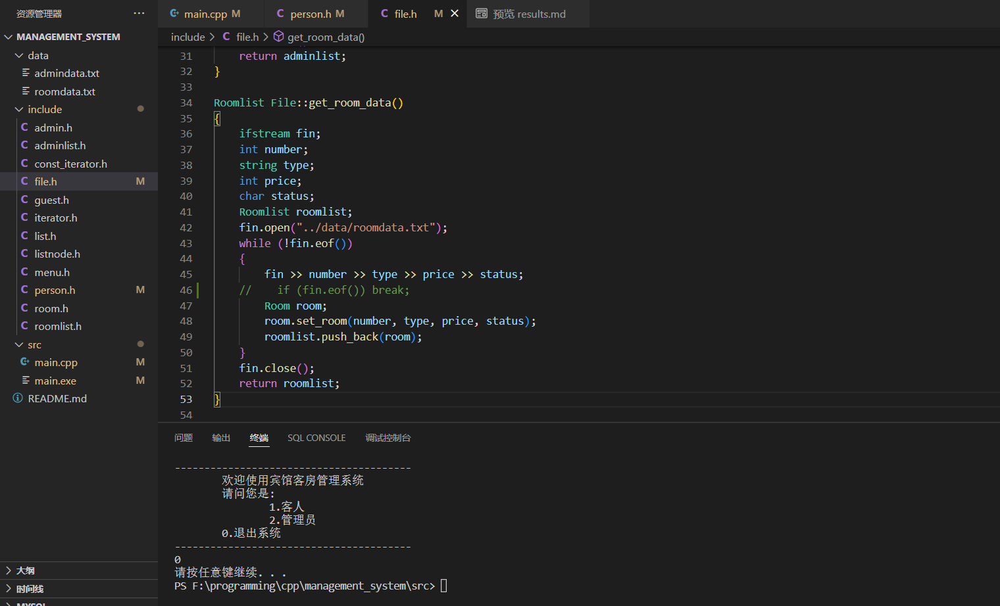 资源管理器 ···
MANAGEMENT_SYSTEM
data
admindata.txt
roomdata.txt
include
admin.h
adminlist.h
const_iterator.h
file.h M
guest.h
iterator.h
list.h
listnode.h
menu.h
person.h M
room.h
roomlist.h
src
main.cpp M
main.exe M
README.md
大纲
时间线
MYSQL
main.cpp M person.h M file.h M 预览 results.md
include > C file.h > get_room_data()
31 return adminlist;
32 }
33
34 Roomlist File::get_room_data()
35 {
36 ifstream fin;
37 int number;
38 string type;
39 int price;
40 char status;
41 Roomlist roomlist;
42 fin.open("../data/roomdata.txt");
43 while (!fin.eof())
44 {
45 fin >> number >> type >> price >> status;
46 // if (fin.eof()) break;
47 Room room;
48 room.set_room(number, type, price, status);
49 roomlist.push_back(room);
50 }
51 fin.close();
52 return roomlist;
53 }
54
问题 输出 终端 SQL CONSOLE 调试控制台
----------------------------------------
欢迎使用宾馆客房管理系统
请问您是:
1.客人
2.管理员
0.退出系统
----------------------------------------
0
请按任意键继续. . .
PS F:\programming\cpp\management_system\src>